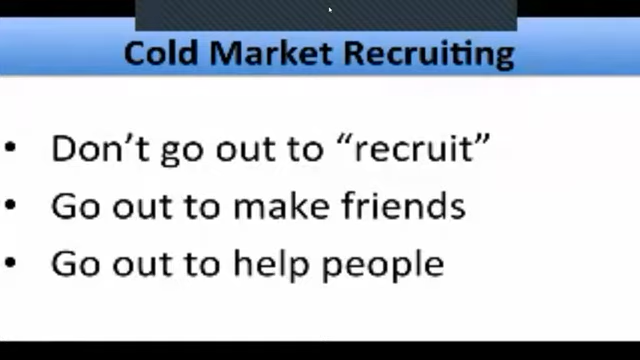 Cold Market Recruiting
• Don’t go out to “recruit”
• Go out to make friends
• Go out to help people